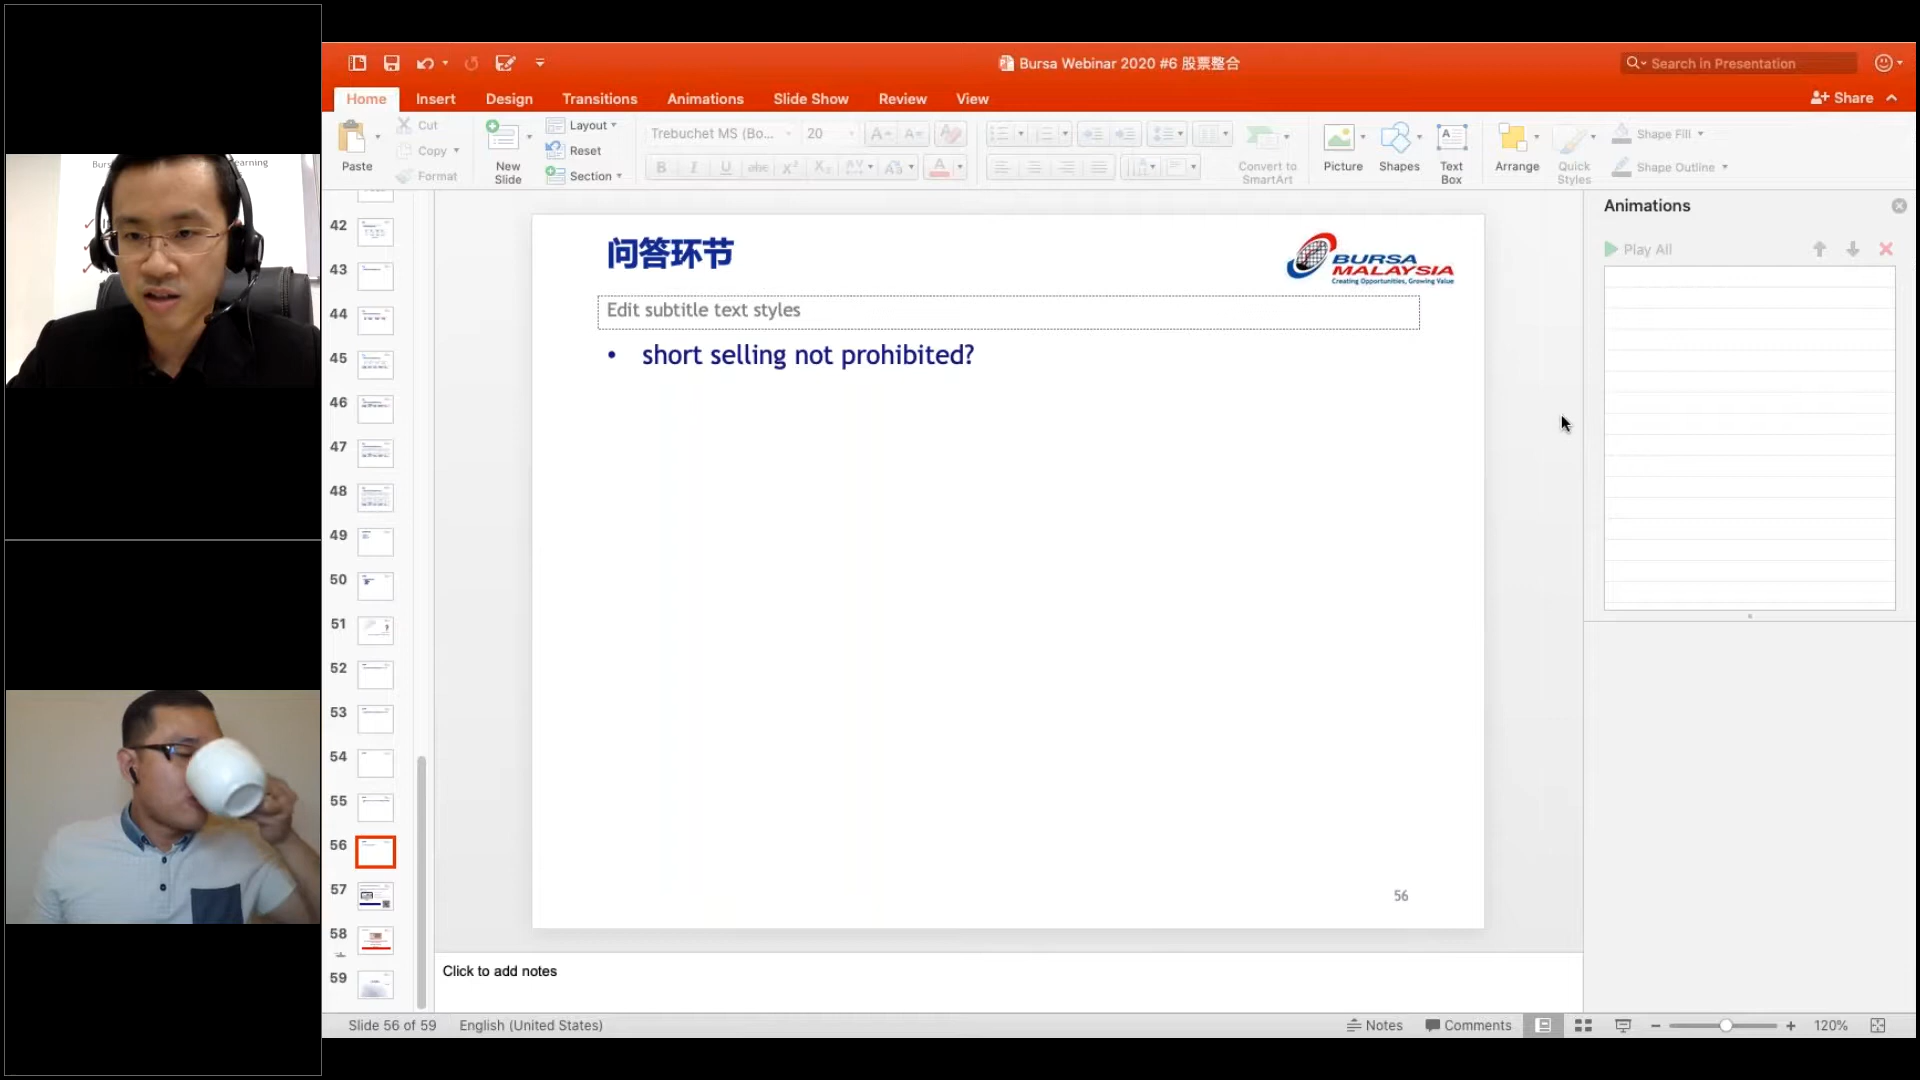 Bursa Webinar 2020 #6 股票整合
Search in Presentation
Home
Insert
Design
Transitions
Animations
Slide Show
Review
View
Share
Paste
Cut
Copy
Format
New Slide
Layout
Reset
Section
Trebuchet MS (Bo...
20
Convert to SmartArt
Picture
Shapes
Text Box
Arrange
Quick Styles
Shape Fill
Shape Outline
42
43
44
45
46
47
48
49
50
51
52
53
54
55
56
57
58
59
问答环节
BURSA
MALAYSIA
Creating Opportunities, Growing Value
Edit subtitle text styles
• short selling not prohibited?
56
Animations
Play All
Click to add notes
Slide 56 of 59
English (United States)
Notes
Comments
120%